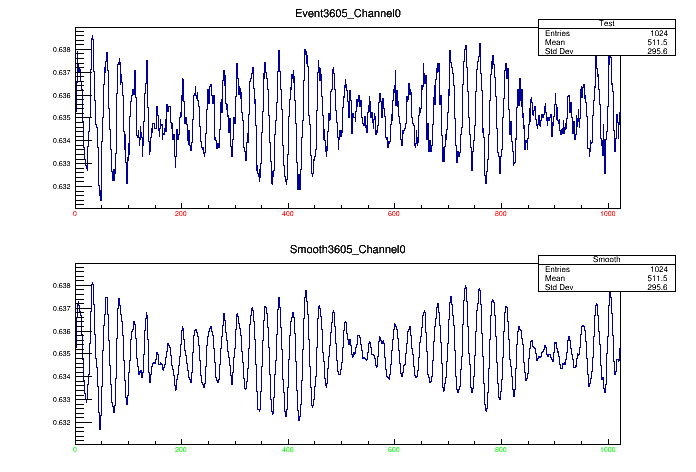 Event3605_Channel0
Test
Entries 1024
Mean 511.5
Std Dev 295.6
0.638
0.637
0.636
0.635
0.634
0.633
0.632
0 200 400 600 800 1000
Smooth3605_Channel0
Smooth
Entries 1024
Mean 511.5
Std Dev 295.6
0.638
0.637
0.636
0.635
0.634
0.633
0.632
0 200 400 600 800 1000